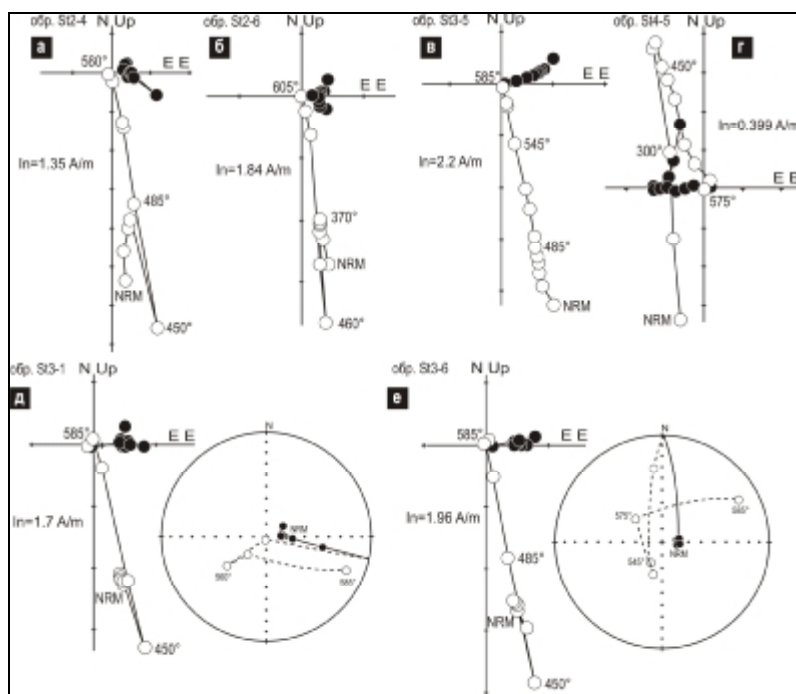 обр. St2-4
N Up
а
560°
E E
In=1.35 A/m
485°
NRM
450°
обр. St2-6
N Up
б
605°
E E
In=1.84 A/m
370°
NRM
460°
обр. St3-5
N Up
в
585°
E E
545°
In=2.2 A/m
485°
NRM
обр. St4-5
N Up
г
450°
In=0.399 A/m
300°
E E
575°
NRM
обр. St3-1
N Up
д
585°
E E
In=1.7 A/m
NRM
450°
N
NRM
560°
585°
обр. St3-6
N Up
е
585°
E E
In=1.96 A/m
485°
NRM
450°
N
575°
585°
545°
NRM